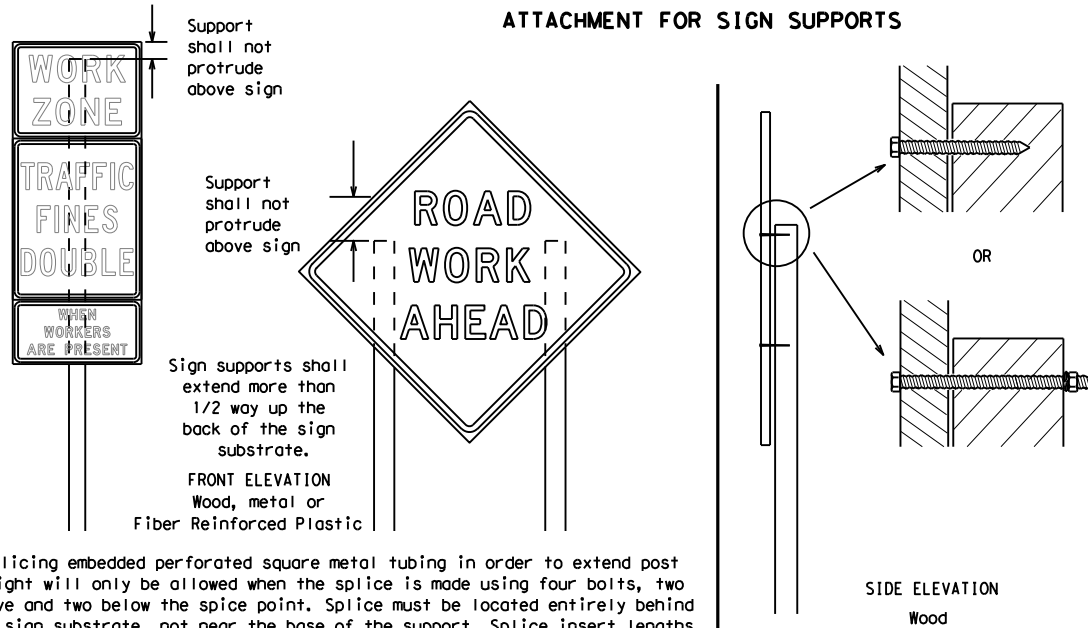 ATTACHMENT FOR SIGN SUPPORTS
Support
shall not
protrude
above sign
WORK
ZONE
TRAFFIC
FINES
DOUBLE
WHEN
WORKERS
ARE PRESENT
Support
shall not
protrude
above sign
ROAD
WORK
AHEAD
Sign supports shall
extend more than
1/2 way up the
back of the sign
substrate.
FRONT ELEVATION
Wood, metal or
Fiber Reinforced Plastic
OR
SIDE ELEVATION
Wood
licing embedded perforated square metal tubing in order to extend post
ight will only be allowed when the splice is made using four bolts, two
ve and two below the spice point. Splice must be located entirely behind
sign substrate, not near the base of the support. Splice insert lengths